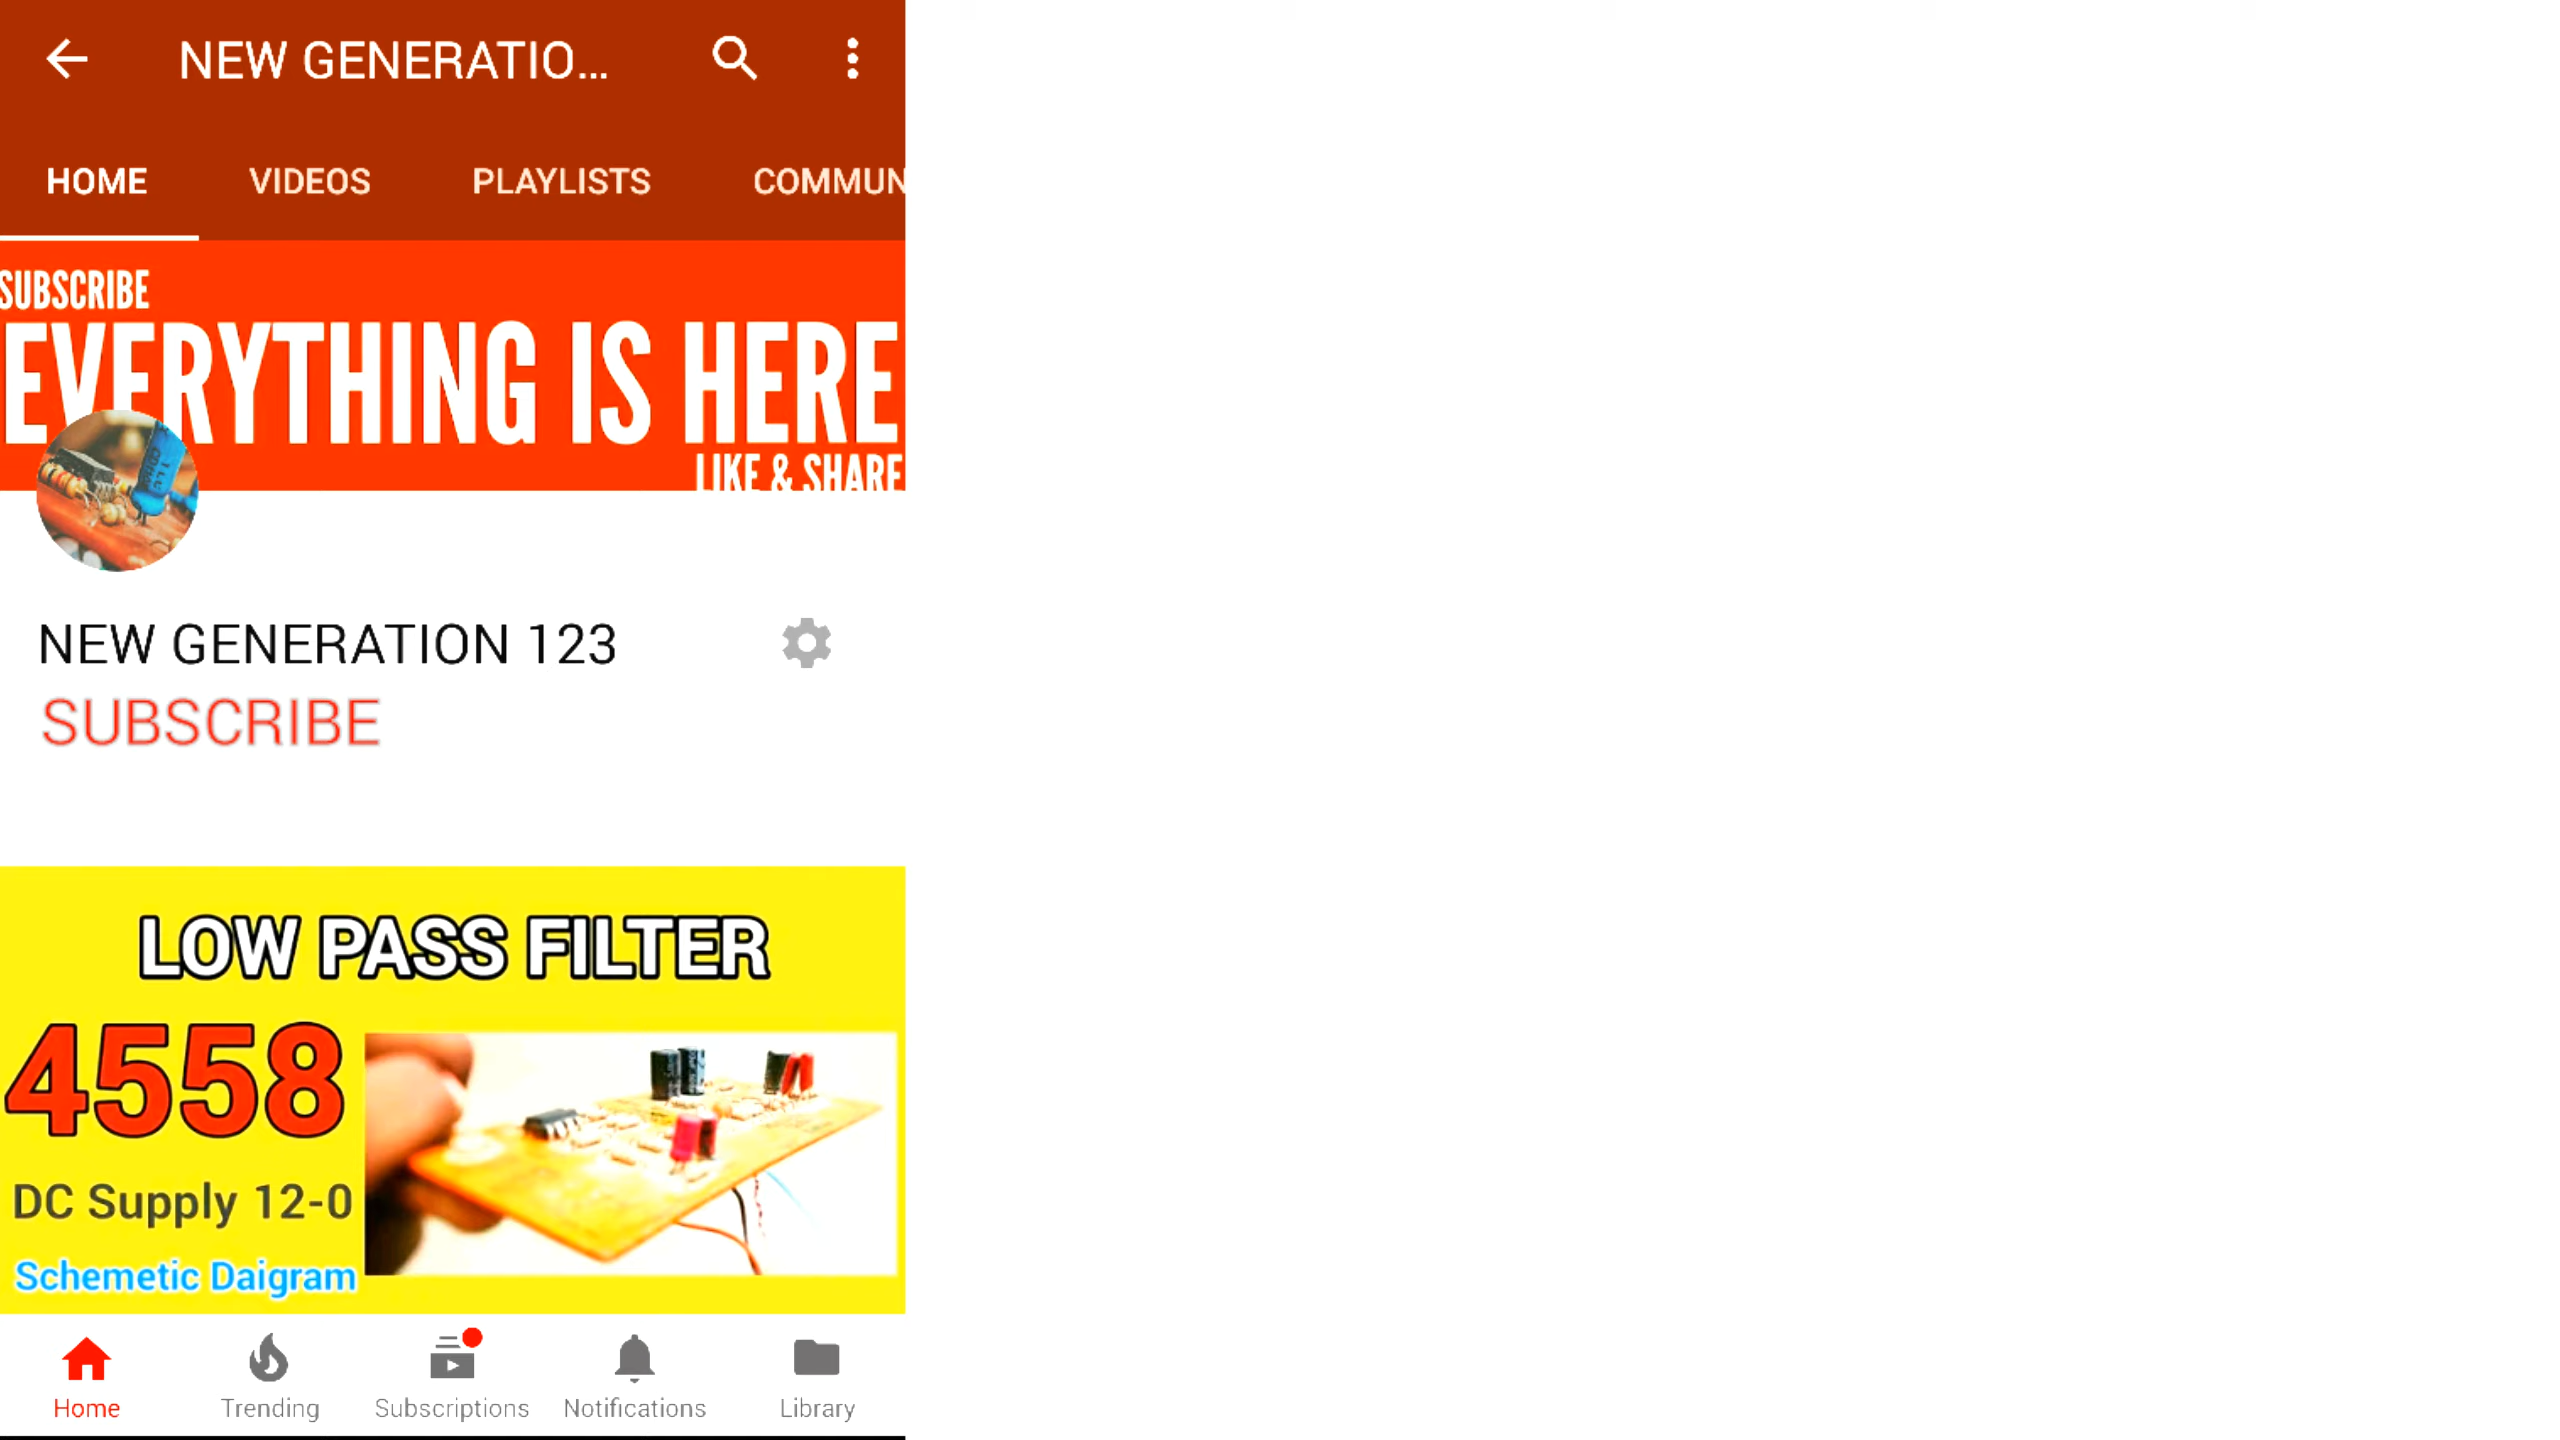 NEW GENERATIO...
HOME VIDEOS PLAYLISTS COMMUN
SUBSCRIBE
EVERYTHING IS HERE
LIKE & SHARE
NEW GENERATION 123
SUBSCRIBE
LOW PASS FILTER
4558
DC Supply 12-0
Schemetic Daigram
Home Trending Subscriptions Notifications Library